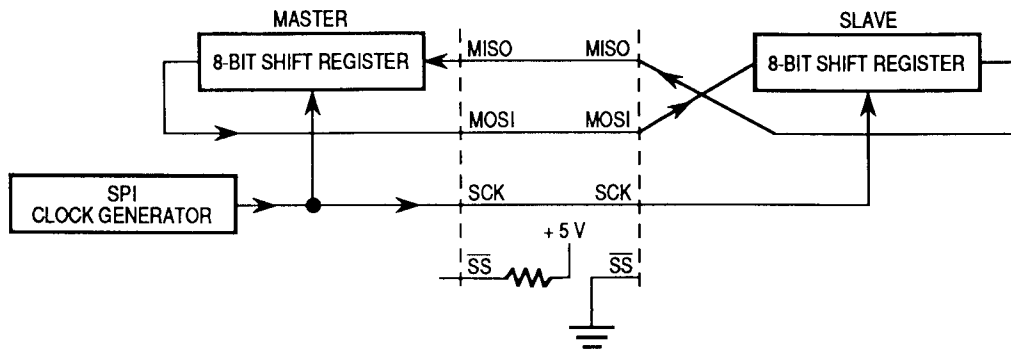 MASTER
SLAVE
8-BIT SHIFT REGISTER
MISO
MISO
8-BIT SHIFT REGISTER
MOSI
MOSI
SPI
CLOCK GENERATOR
SCK
SCK
+ 5 V
SS
SS